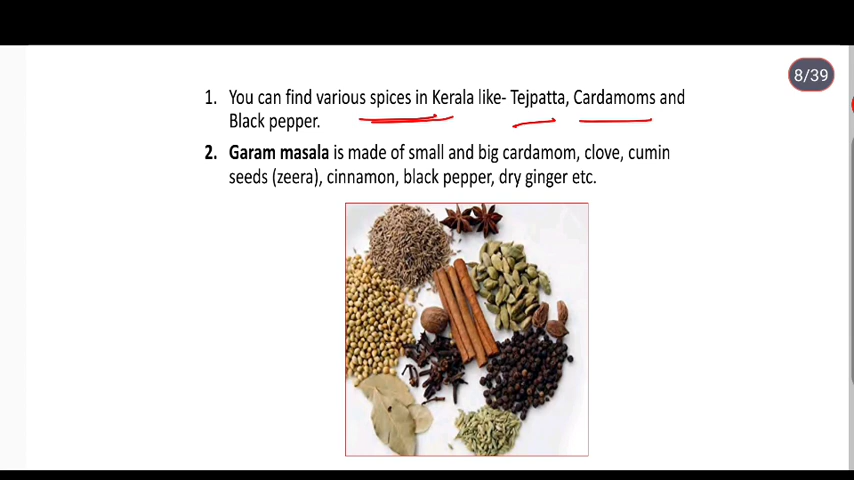 8/39
1. You can find various spices in Kerala like- Tejpatta, Cardamoms and
Black pepper.
2. Garam masala is made of small and big cardamom, clove, cumin
seeds (zeera), cinnamon, black pepper, dry ginger etc.